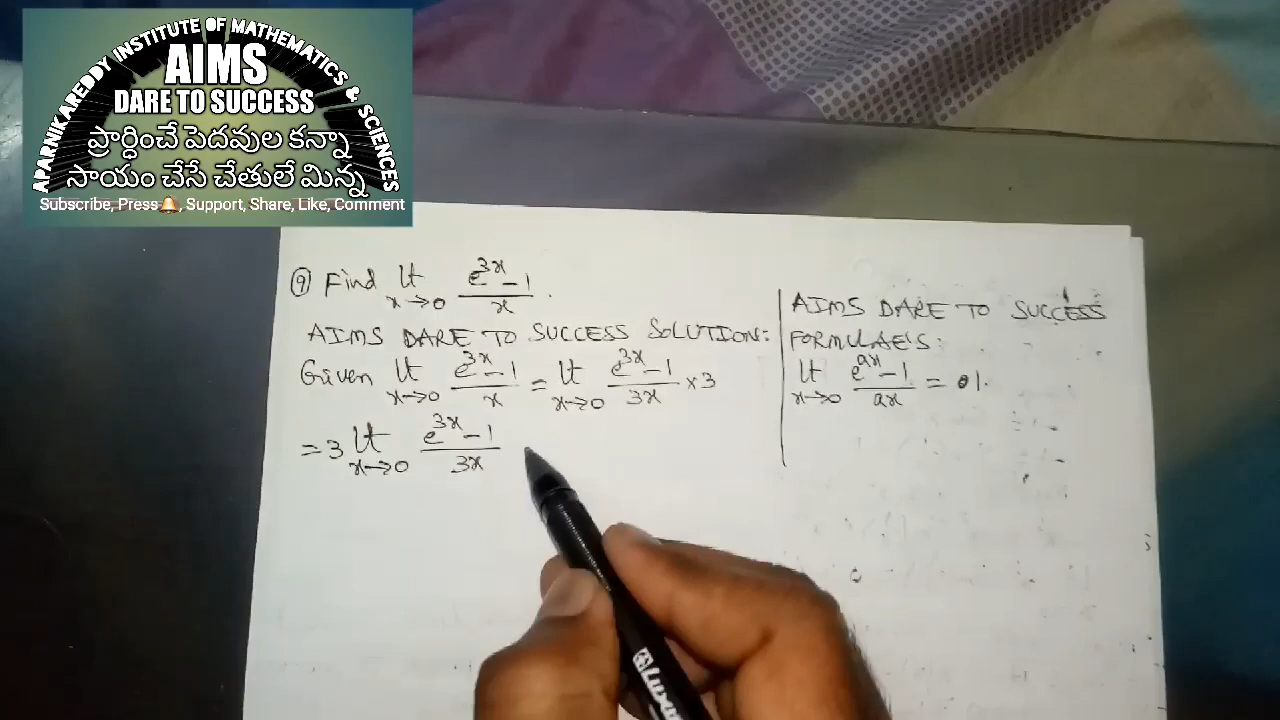 APARNIKAREDDY INSTITUTE OF MATHEMATICS & SCIENCES
AIMS
DARE TO SUCCESS
ప్రార్ధించే పెదవుల కన్నా
సాయం చేసే చేతులే మిన్న
Subscribe, Press🔔, Support, Share, Like, Comment
⑨ Find lt x→0 (e^{3x}-1)/x.
AIMS DARE TO SUCCESS SOLUTION:
Given lt x→0 (e^{3x}-1)/x = lt x→0 (e^{3x}-1)/3x ×3
= 3 lt x→0 (e^{3x}-1)/3x
AIMS DARE TO SUCCESS
FORMULAE'S:
lt x→0 (e^{ax}-1)/ax = 1.